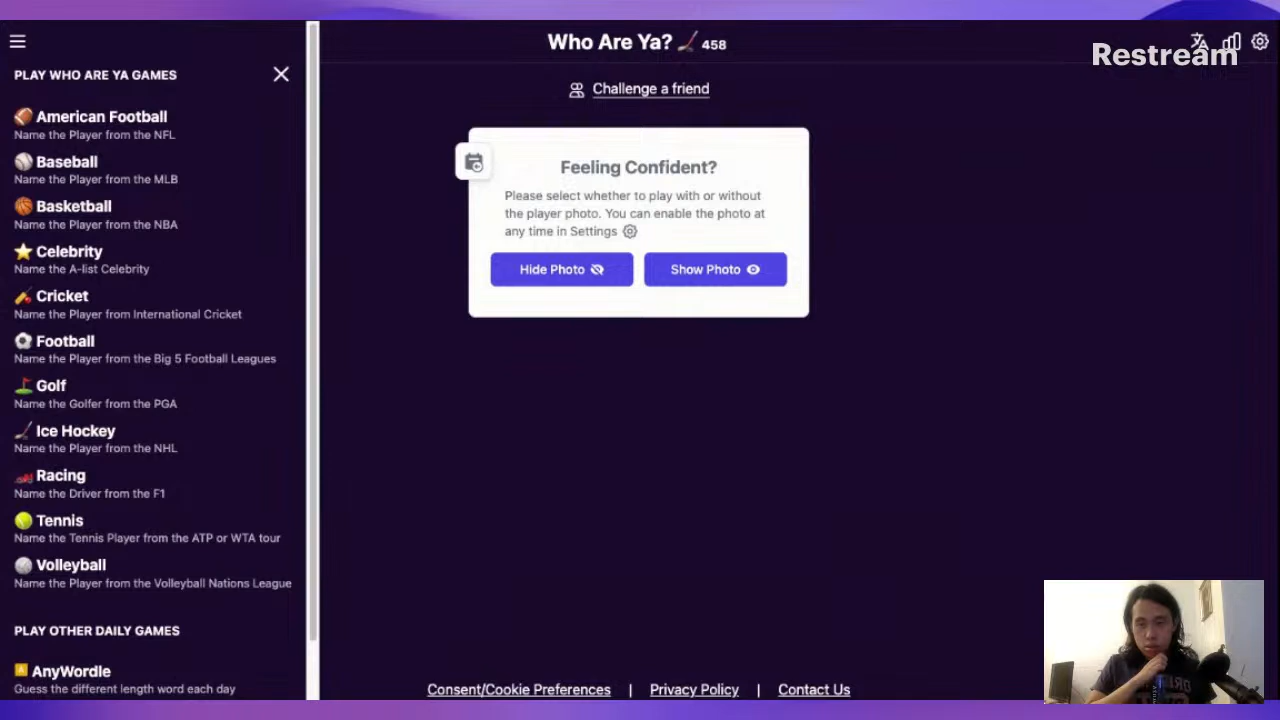 Who Are Ya? 458
Restream
PLAY WHO ARE YA GAMES
Challenge a friend
American Football
Name the Player from the NFL
Baseball
Name the Player from the MLB
Basketball
Name the Player from the NBA
Celebrity
Name the A-list Celebrity
Cricket
Name the Player from International Cricket
Football
Name the Player from the Big 5 Football Leagues
Golf
Name the Golfer from the PGA
Ice Hockey
Name the Player from the NHL
Racing
Name the Driver from the F1
Tennis
Name the Tennis Player from the ATP or WTA tour
Volleyball
Name the Player from the Volleyball Nations League
PLAY OTHER DAILY GAMES
AnyWordle
Guess the different length word each day
Feeling Confident?
Please select whether to play with or without
the player photo. You can enable the photo at
any time in Settings
Hide Photo
Show Photo
Consent/Cookie Preferences | Privacy Policy | Contact Us